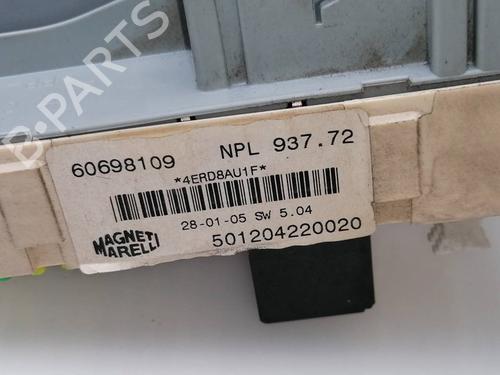 B-PARTS
60698109 NPL 937.72
*4ERD8AU1F*
28-01-05 SW 5.04
MAGNETI
MARELLI
501204220020